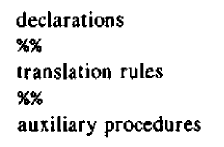 declarations
%%
translation rules
%%
auxiliary procedures